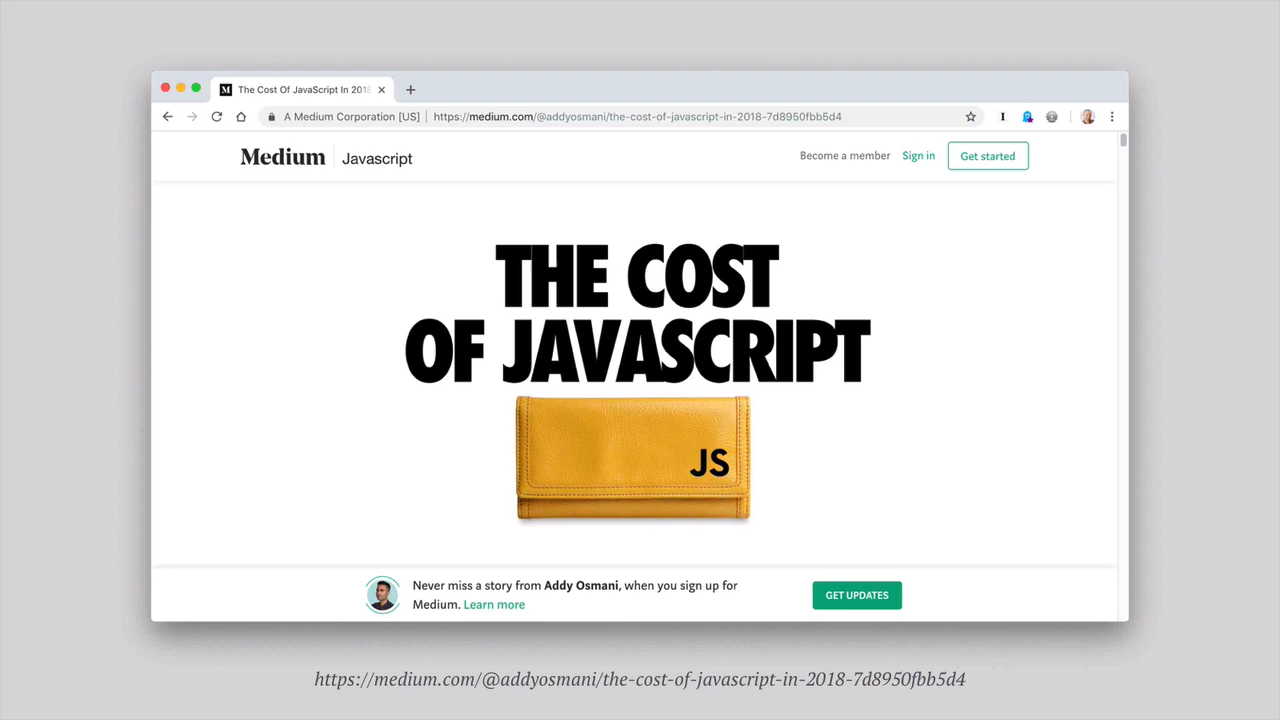 The Cost Of JavaScript In 2018
A Medium Corporation [US] https://medium.com/@addyosmani/the-cost-of-javascript-in-2018-7d8950fbb5d4
Medium Javascript
Become a member Sign in Get started
THE COST
OF JAVASCRIPT
JS
Never miss a story from Addy Osmani, when you sign up for
Medium. Learn more
GET UPDATES
https://medium.com/@addyosmani/the-cost-of-javascript-in-2018-7d8950fbb5d4